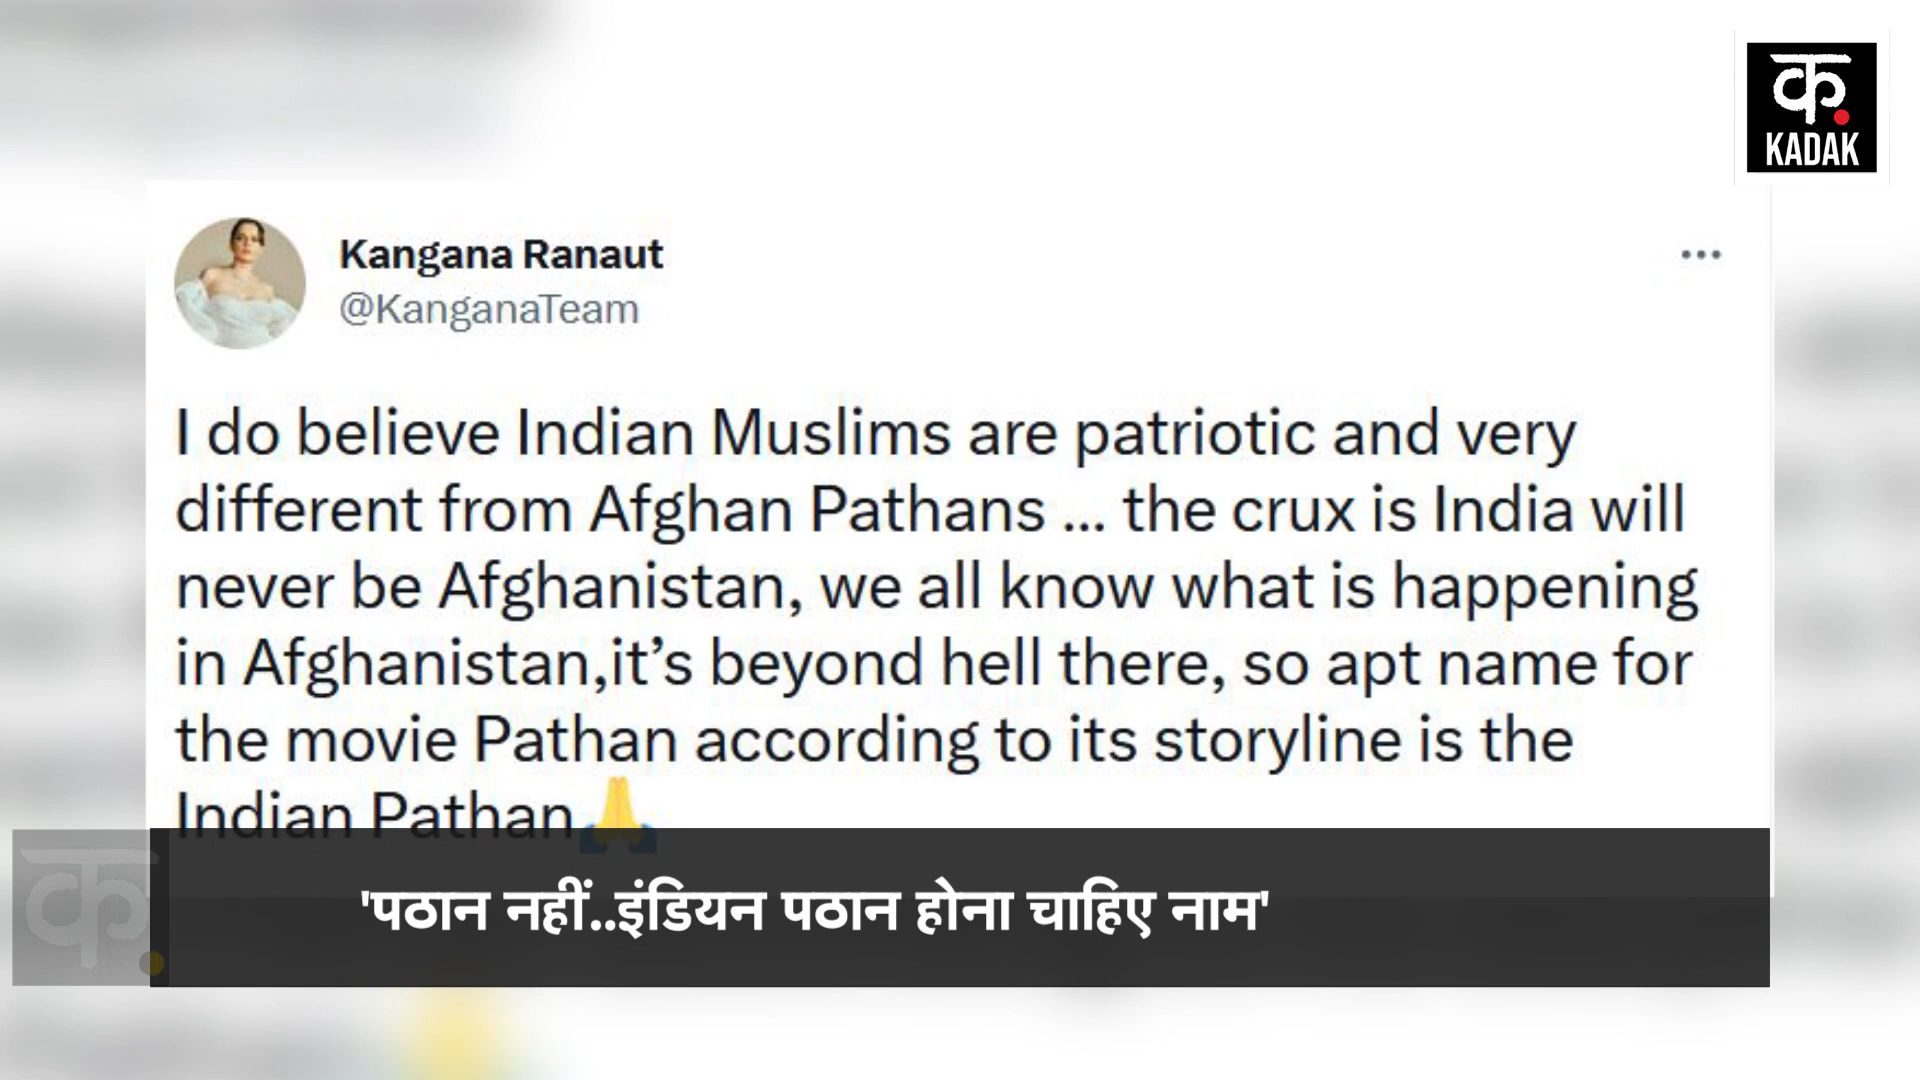 क
KADAK
Kangana Ranaut
@KanganaTeam
I do believe Indian Muslims are patriotic and very
different from Afghan Pathans ... the crux is India will
never be Afghanistan, we all know what is happening
in Afghanistan,it’s beyond hell there, so apt name for
the movie Pathan according to its storyline is the
Indian Pathan🙏
क
'पठान नहीं..इंडियन पठान होना चाहिए नाम'